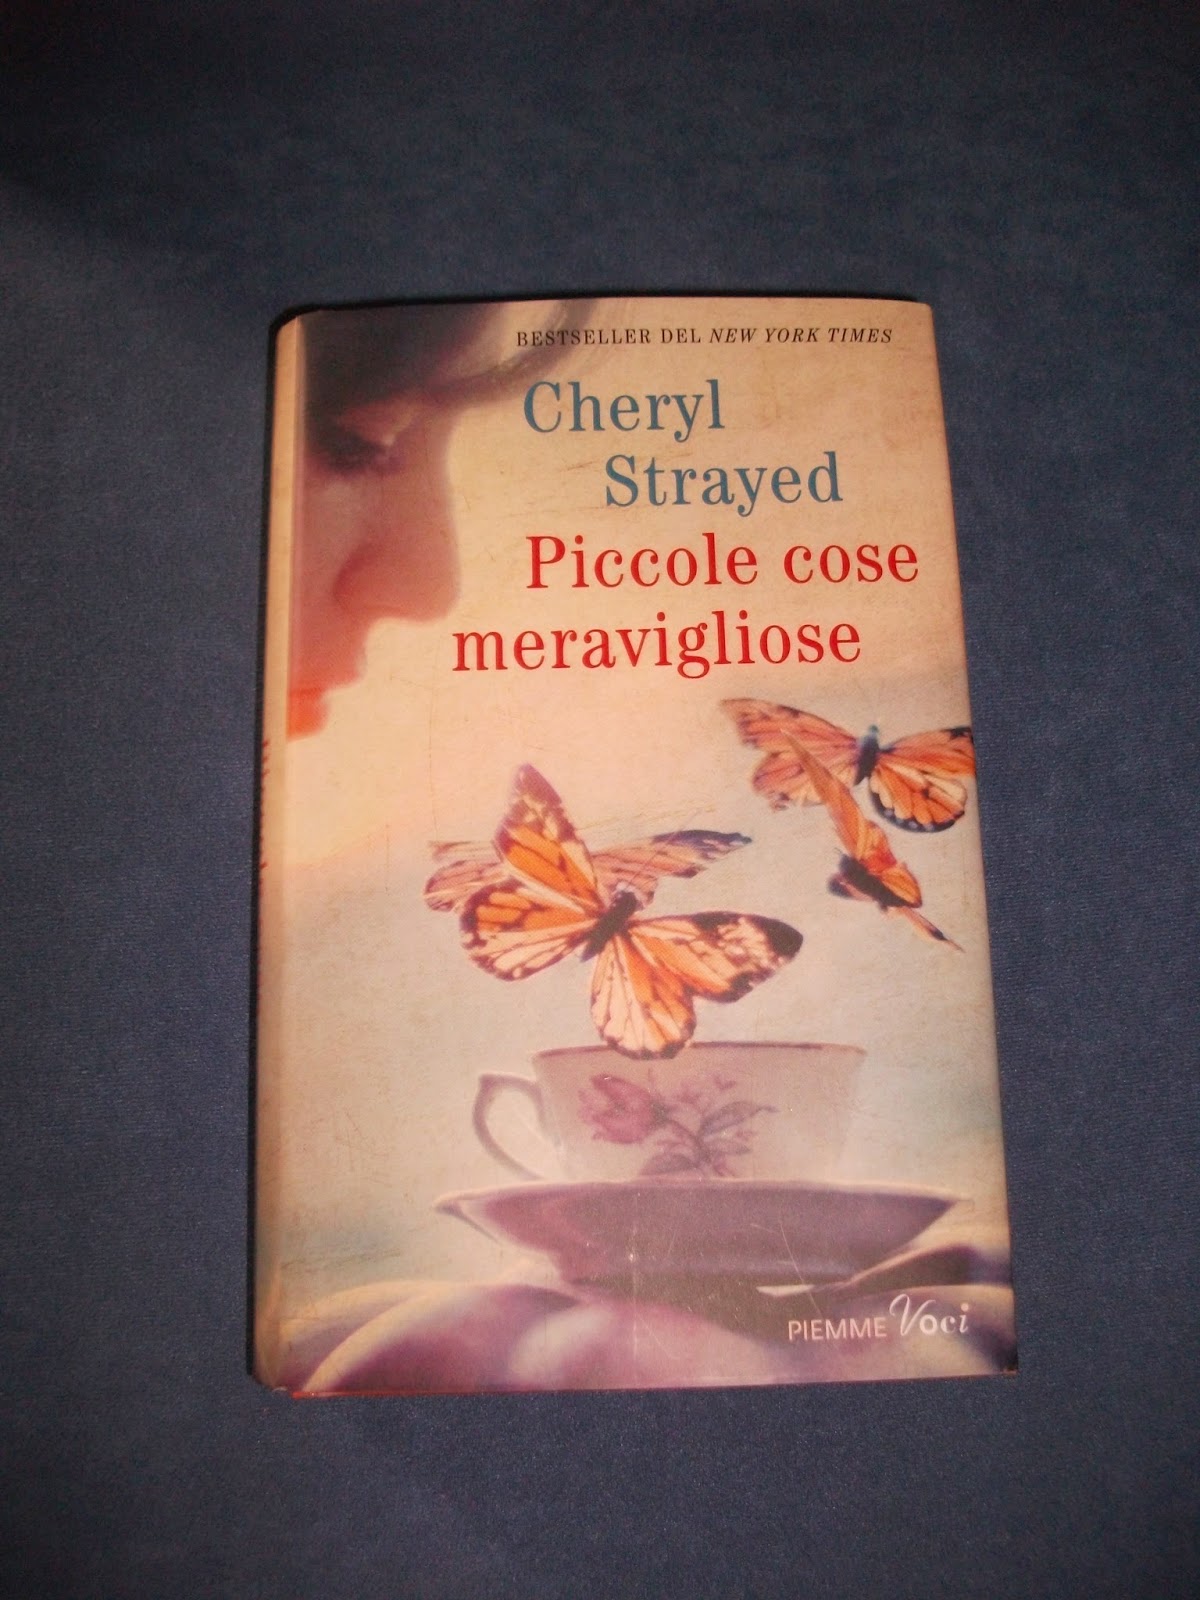 BESTSELLER DEL NEW YORK TIMES
Cheryl
Strayed
Piccole cose
meravigliose
PIEMME Voci